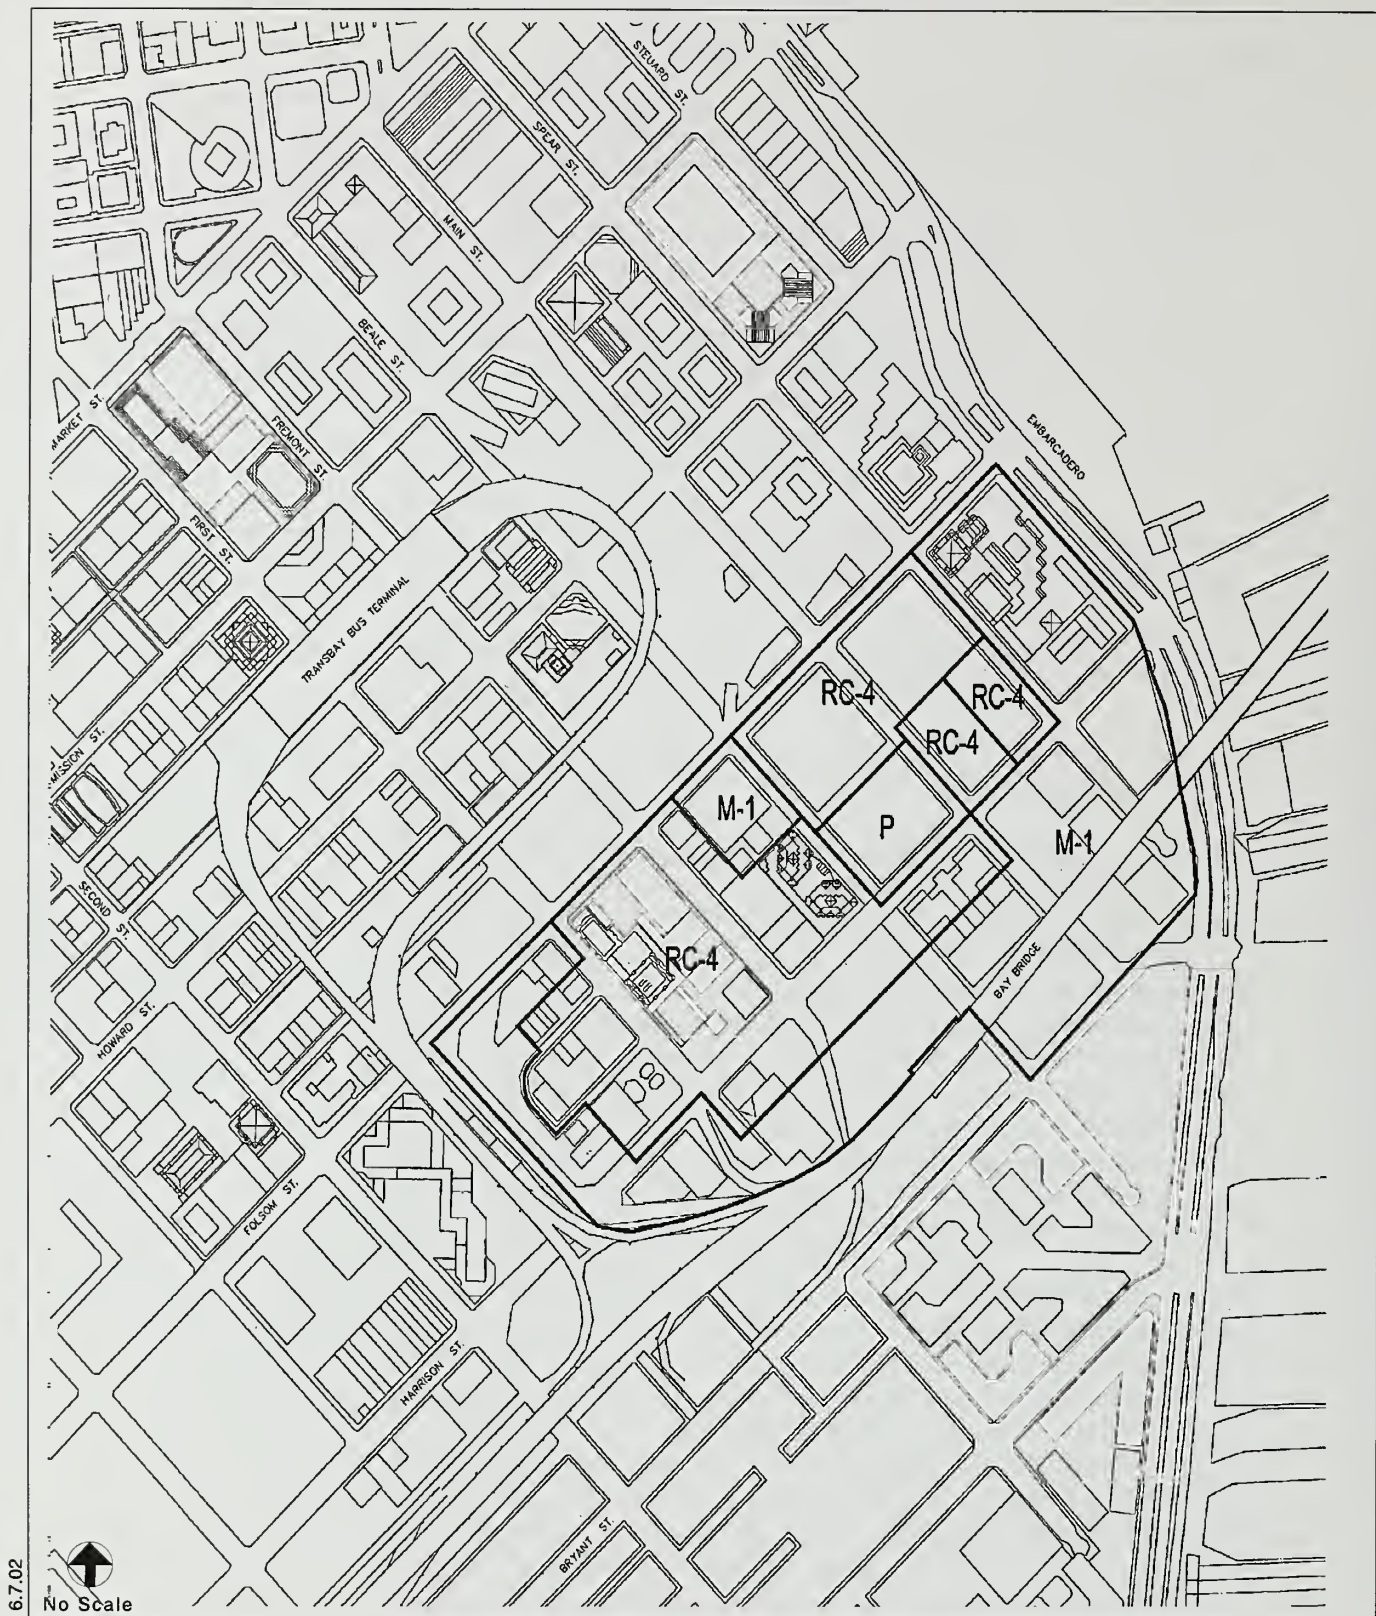 STEUARD ST.
SPEAR ST.
MAIN ST.
BEALE ST.
EMBARCADERO
MARKET ST.
FREMONT ST.
FIRST ST.
TRANSBAY BUS TERMINAL
RC-4
RC-4
RC-4
MISSION ST.
M-1
P
M-1
SECOND ST.
RC-4
BAY BRIDGE
HOWARD ST.
FOLSOM ST.
HARRISON ST.
BRYANT ST.
6.7.02
No Scale